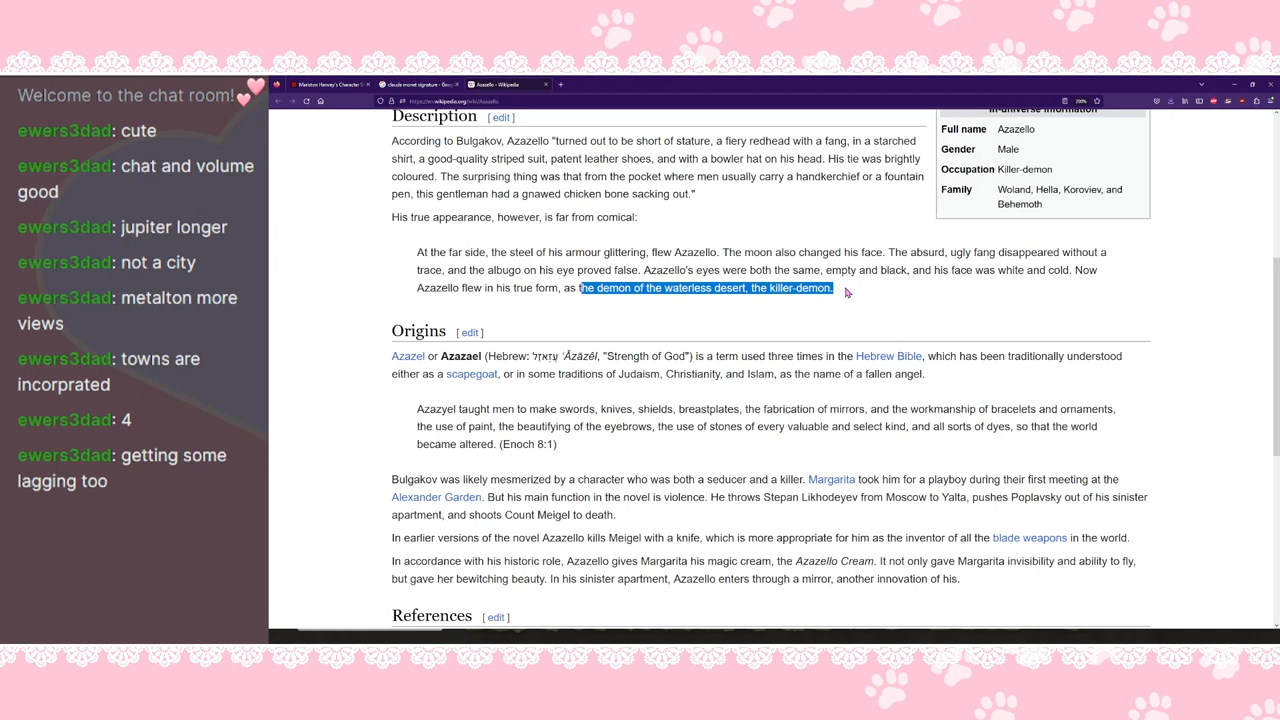 Welcome to the chat room!
ewers3dad: cute
ewers3dad: chat and volume
good
ewers3dad: jupiter longer
ewers3dad: not a city
ewers3dad: metalton more
views
ewers3dad: towns are
incorprated
ewers3dad: 4
ewers3dad: getting some
lagging too
claude monet signature - Goo
Azazello - Wikipedia
https://en.wikipedia.org/wiki/Azazello
200%
Description [ edit ]
According to Bulgakov, Azazello "turned out to be short of stature, a fiery redhead with a fang, in a starched
shirt, a good-quality striped suit, patent leather shoes, and with a bowler hat on his head. His tie was brightly
coloured. The surprising thing was that from the pocket where men usually carry a handkerchief or a fountain
pen, this gentleman had a gnawed chicken bone sacking out."
His true appearance, however, is far from comical:
At the far side, the steel of his armour glittering, flew Azazello. The moon also changed his face. The absurd, ugly fang disappeared without a
trace, and the albugo on his eye proved false. Azazello's eyes were both the same, empty and black, and his face was white and cold. Now
Azazello flew in his true form, as the demon of the waterless desert, the killer-demon.
In-universe information
Full name Azazello
Gender Male
Occupation Killer-demon
Family Woland, Hella, Koroviev, and
Behemoth
Origins [ edit ]
Azazel or Azazael (Hebrew: עֲזָאזֵל, ʿĂzāzêl, "Strength of God") is a term used three times in the Hebrew Bible, which has been traditionally understood
either as a scapegoat, or in some traditions of Judaism, Christianity, and Islam, as the name of a fallen angel.
Azazyel taught men to make swords, knives, shields, breastplates, the fabrication of mirrors, and the workmanship of bracelets and ornaments,
the use of paint, the beautifying of the eyebrows, the use of stones of every valuable and select kind, and all sorts of dyes, so that the world
became altered. (Enoch 8:1)
Bulgakov was likely mesmerized by a character who was both a seducer and a killer. Margarita took him for a playboy during their first meeting at the
Alexander Garden. But his main function in the novel is violence. He throws Stepan Likhodeyev from Moscow to Yalta, pushes Poplavsky out of his sinister
apartment, and shoots Count Meigel to death.
In earlier versions of the novel Azazello kills Meigel with a knife, which is more appropriate for him as the inventor of all the blade weapons in the world.
In accordance with his historic role, Azazello gives Margarita his magic cream, the Azazello Cream. It not only gave Margarita invisibility and ability to fly,
but gave her bewitching beauty. In his sinister apartment, Azazello enters through a mirror, another innovation of his.
References [ edit ]